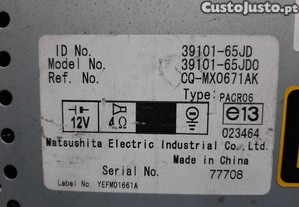 CustoJusto.pt
ID No. 39101-65JD
Model No. 39101-65JD0
Ref. No. CQ-MX0671AK
Type: PACR06
12V 4Ω e13
023464
Matsushita Electric Industrial Co., Ltd.
Made in China
Serial No. 77708
Label No. YEFM01661A